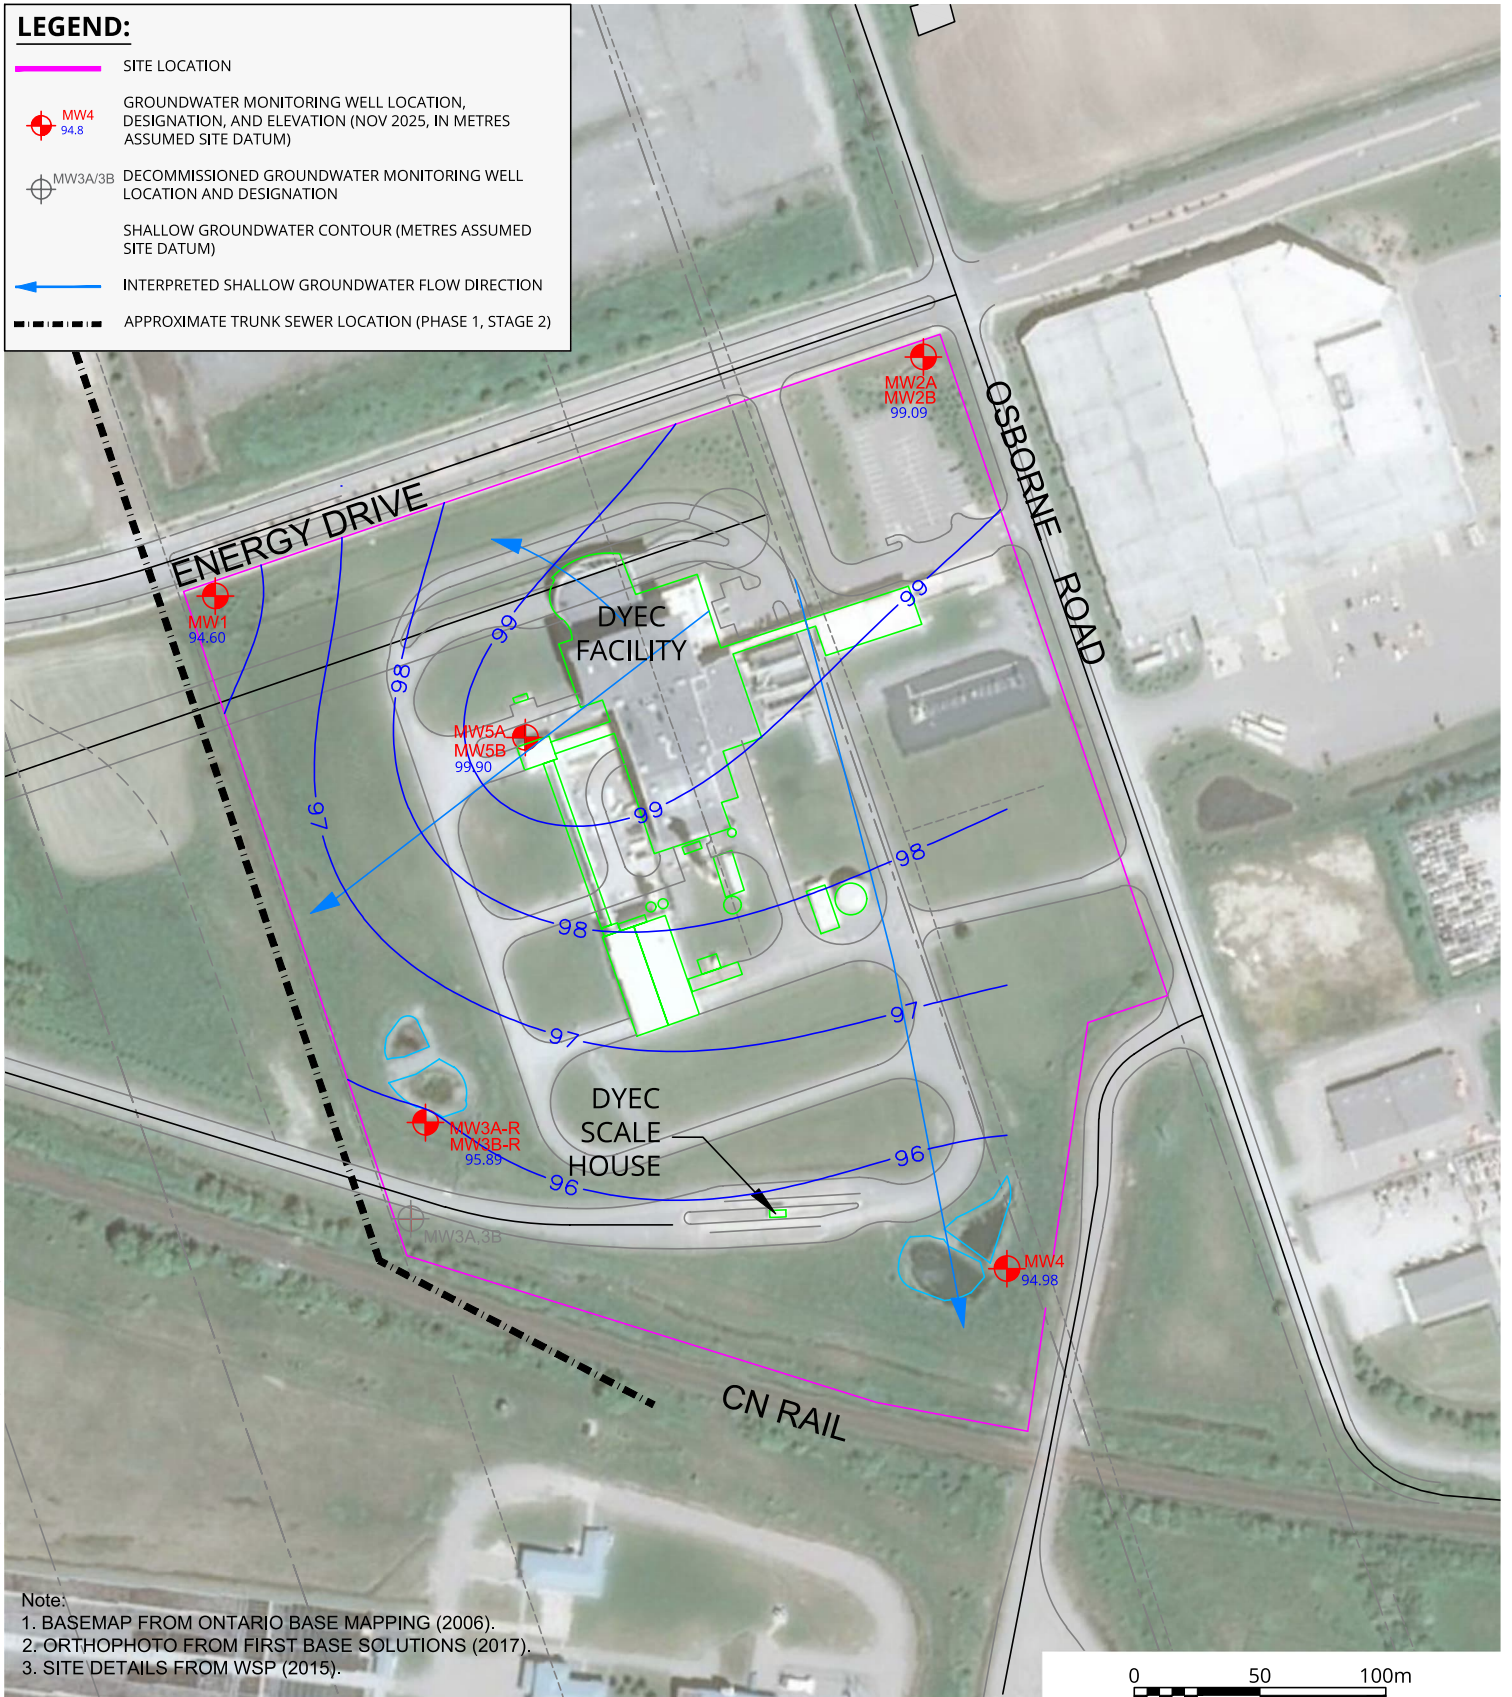 LEGEND:
SITE LOCATION
MW4
94.8
GROUNDWATER MONITORING WELL LOCATION,
DESIGNATION, AND ELEVATION (NOV 2025, IN METRES
ASSUMED SITE DATUM)
MW3A/3B
DECOMMISSIONED GROUNDWATER MONITORING WELL
LOCATION AND DESIGNATION
SHALLOW GROUNDWATER CONTOUR (METRES ASSUMED
SITE DATUM)
INTERPRETED SHALLOW GROUNDWATER FLOW DIRECTION
APPROXIMATE TRUNK SEWER LOCATION (PHASE 1, STAGE 2)
MW2A
MW2B
99.09
OSBORNE ROAD
ENERGY DRIVE
MW1
94.60
DYEC
FACILITY
99
99
98
MW5A
MW5B
99.90
97
99
98
98
97
97
DYEC
SCALE
HOUSE
MW3A-R
MW3B-R
95.89
96
96
MW3A,3B
MW4
94.98
CN RAIL
Note:
1. BASEMAP FROM ONTARIO BASE MAPPING (2006).
2. ORTHOPHOTO FROM FIRST BASE SOLUTIONS (2017).
3. SITE DETAILS FROM WSP (2015).
0 50 100m